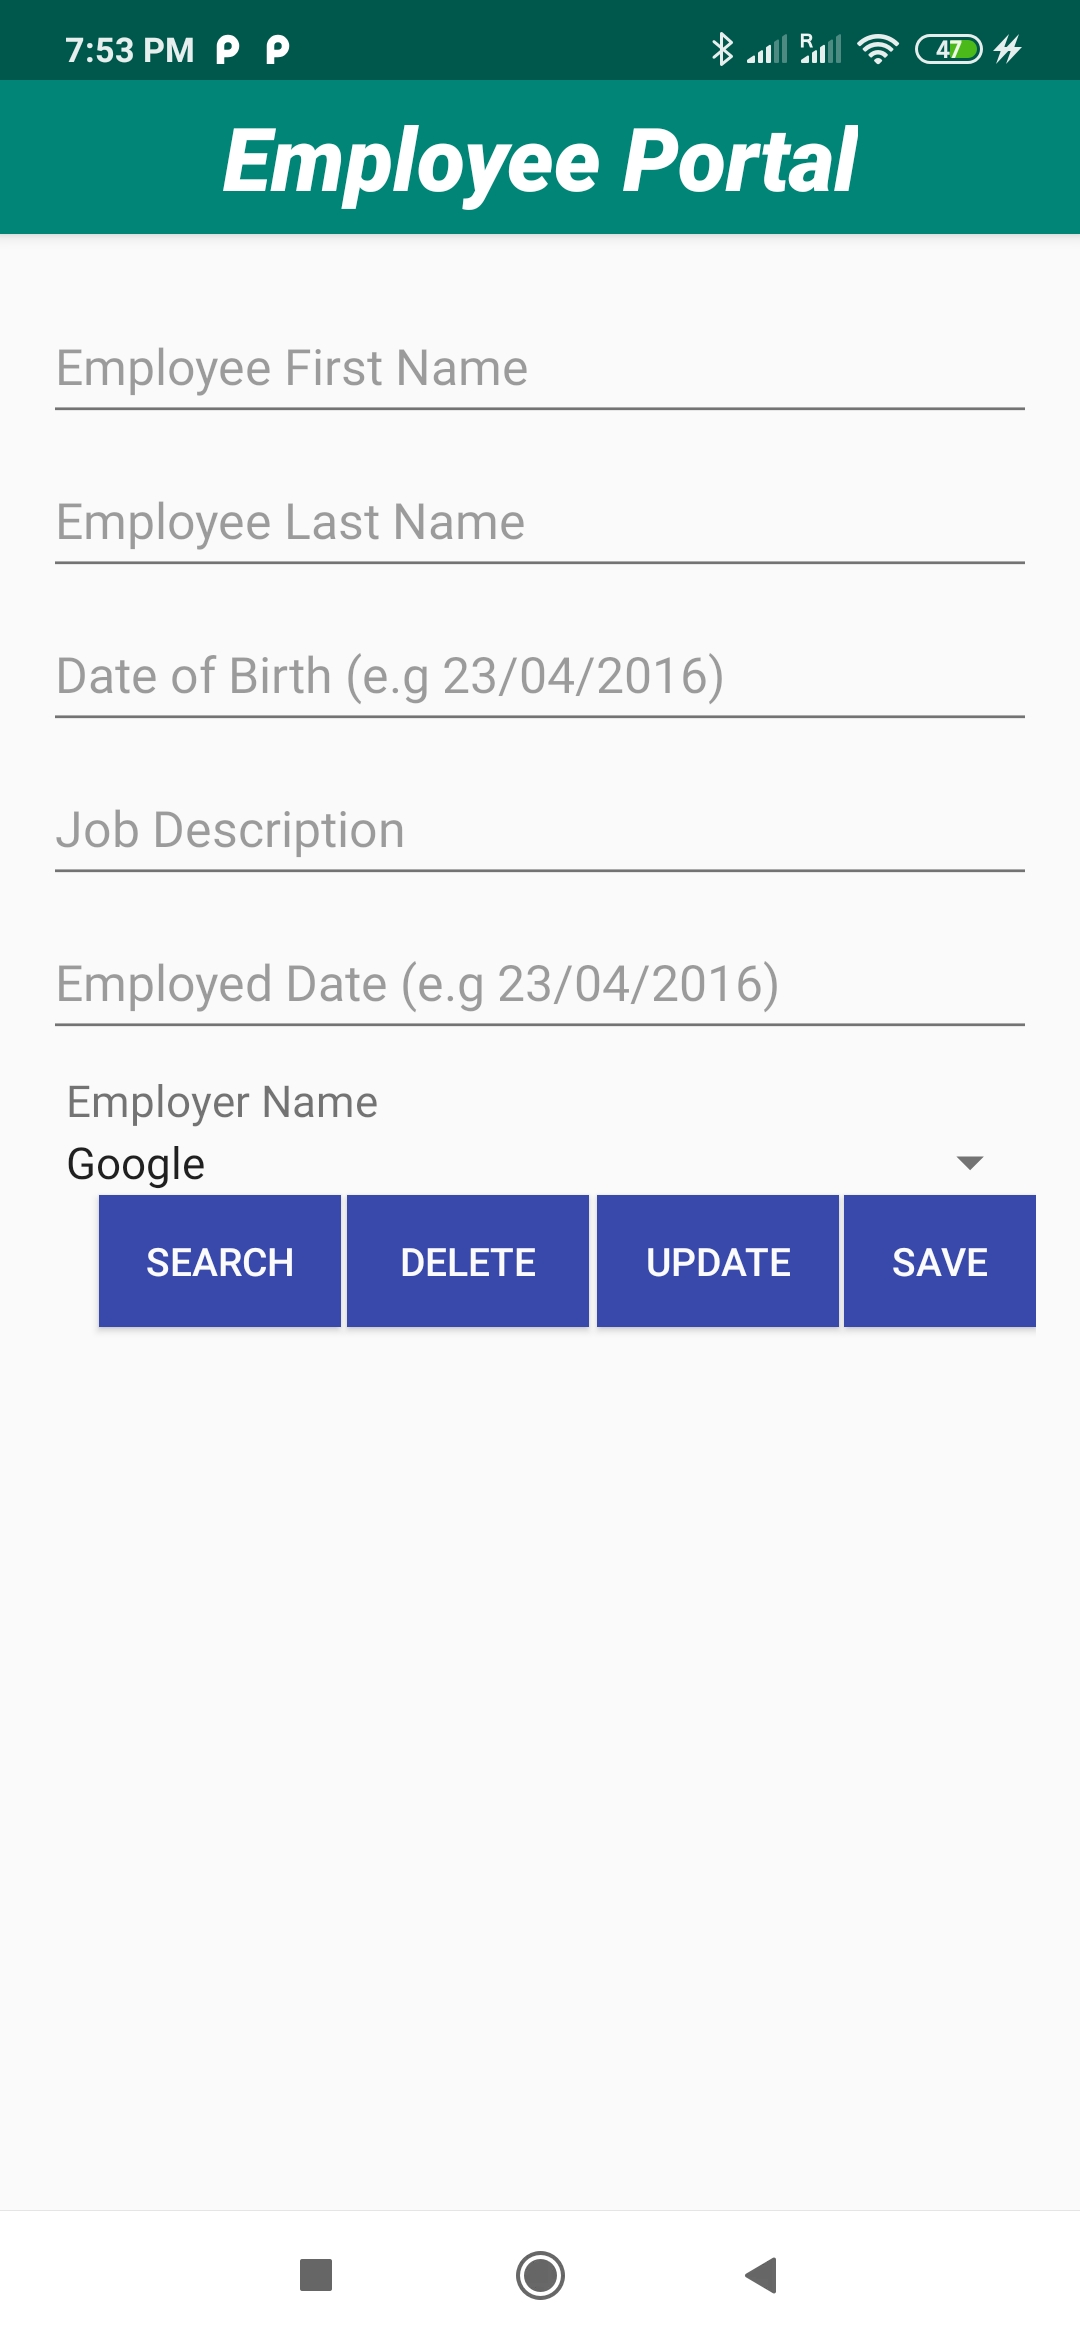 7:53 PM R 47
Employee Portal
Employee First Name
Employee Last Name
Date of Birth (e.g 23/04/2016)
Job Description
Employed Date (e.g 23/04/2016)
Employer Name
Google
SEARCH DELETE UPDATE SAVE